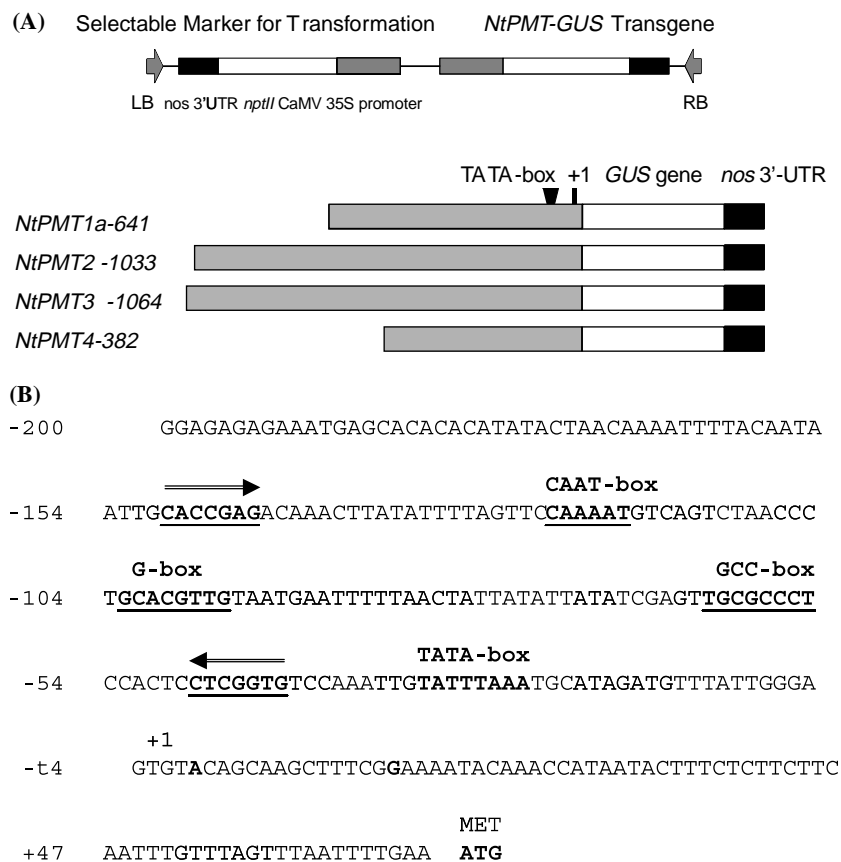 (A) Selectable Marker for Transformation NtPMT-GUS Transgene
LB nos 3'UTR nptII CaMV 35S promoter RB
TATA-box +1 GUS gene nos 3'-UTR
NtPMT1a-641
NtPMT2 -1033
NtPMT3 -1064
NtPMT4-382
(B)
-200 GGAGAGAGAAATGAGCACACACATATACTAACAAAATTTTACAATA
CAAT-box
-154 ATTGCACCGAGACAAACTTATATTTTAGTTCCAAAATGTCAGTCTAACCC
G-box GCC-box
-104 TGCACGTTGTAATGAATTTTTAACTATTATATTATATCGAGTTGCGCCCT
TATA-box
-54 CCACTCCTCGGTGTCCAAATTGTATTTAAATGCATAGATGTTTATTGGGA
+1
-t4 GTGTACAGCAAGCTTTCGGAAAATACAAACCATAATACTTTCTCTTCTTC
MET
+47 AATTTGTTTAGTTTAATTTTGAA ATG